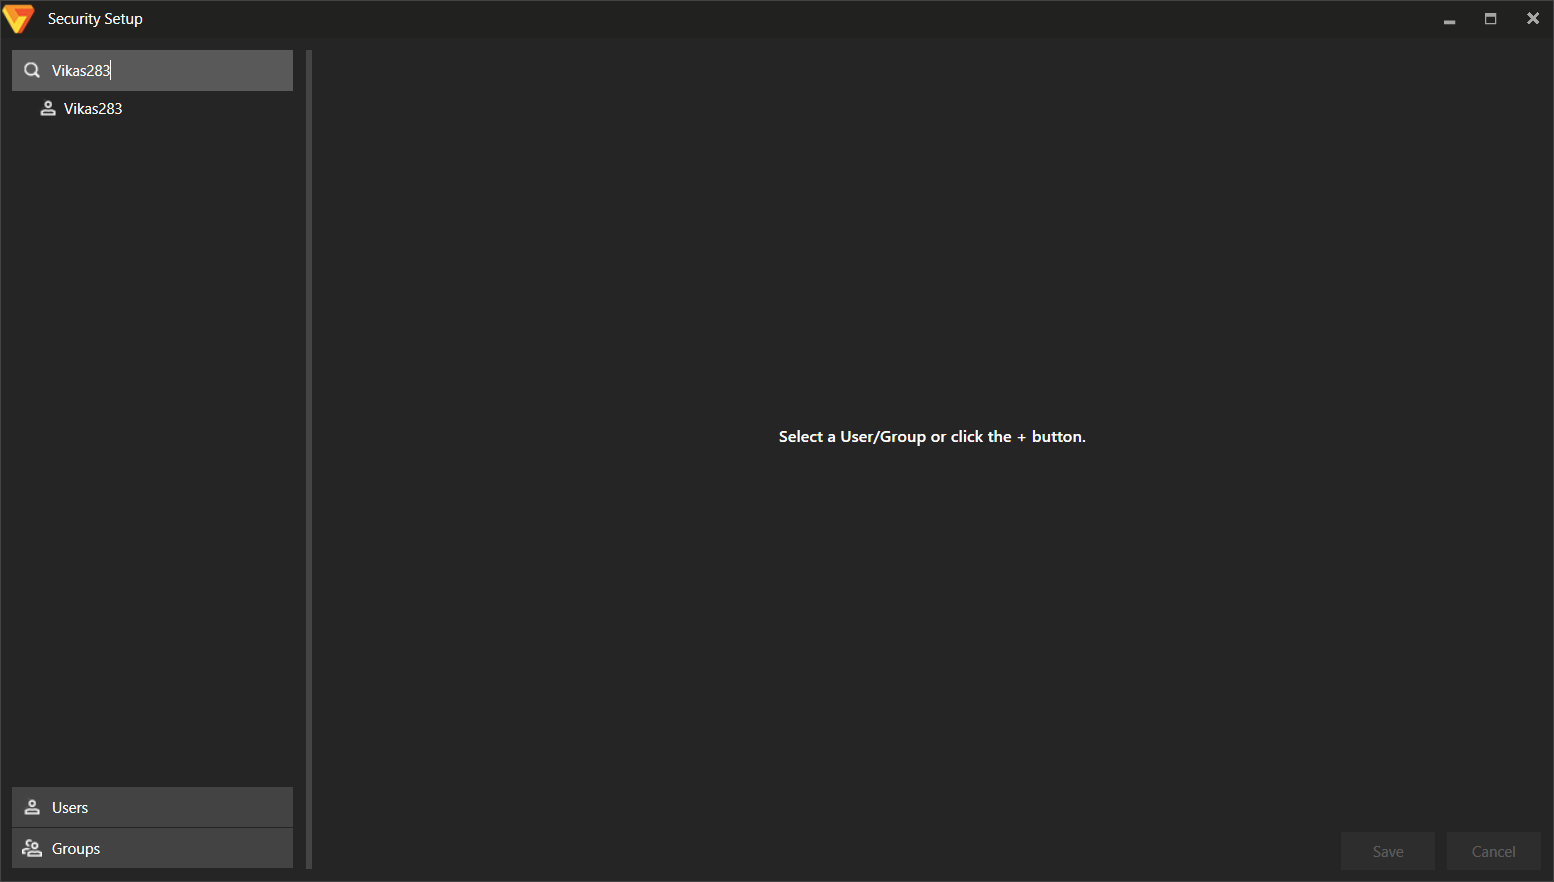 Security Setup
Vikas283
Vikas283
Select a User/Group or click the + button.
Users
Groups
Save
Cancel